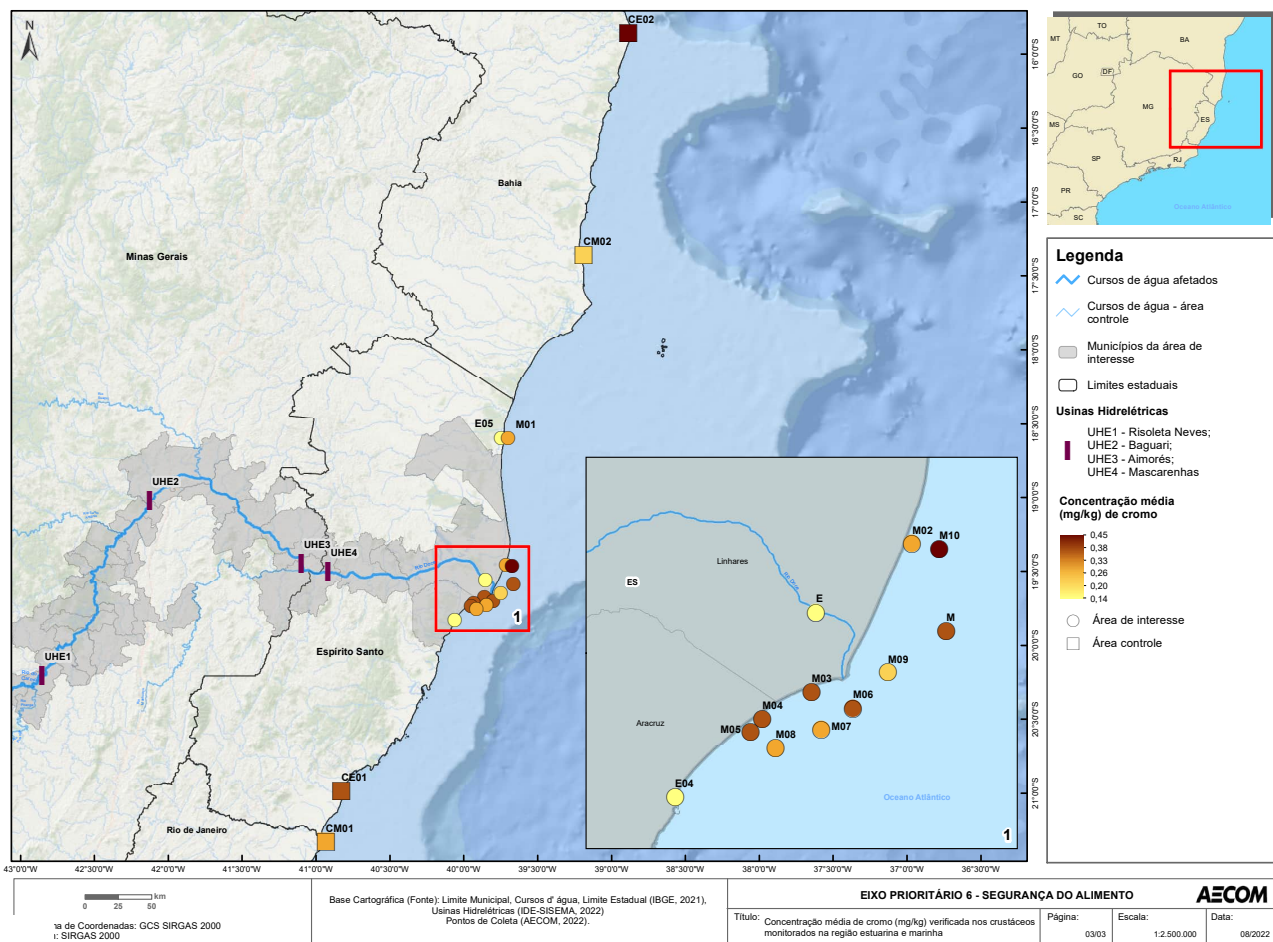 N
CE02
Bahia
CM02
Minas Gerais
E05
M01
UHE2
UHE3
UHE4
UHE1
1
Espírito Santo
CE01
Rio de Janeiro
CM01
43°0'0"W
42°30'0"W
42°0'0"W
41°30'0"W
41°0'0"W
40°30'0"W
40°0'0"W
39°30'0"W
39°0'0"W
38°30'0"W
38°0'0"W
37°30'0"W
37°0'0"W
36°30'0"W
16°0'0"S
16°30'0"S
17°0'0"S
17°30'0"S
18°0'0"S
18°30'0"S
19°0'0"S
19°30'0"S
20°0'0"S
20°30'0"S
21°0'0"S
Linhares
ES
Rio Doce
E
M02
M10
M
M09
M03
M06
M04
M05
M07
M08
Aracruz
E04
Oceano Atlântico
1
TO
MT
BA
GO
DF
MG
ES
MS
SP
RJ
PR
SC
Oceano Atlântico
Legenda
Cursos de água afetados
Cursos de água - área
controle
Municípios da área de
interesse
Limites estaduais
Usinas Hidrelétricas
UHE1 - Risoleta Neves;
UHE2 - Baguari;
UHE3 - Aimorés;
UHE4 - Mascarenhas
Concentração média
(mg/kg) de cromo
0,45
0,38
0,33
0,26
0,20
0,14
Área de interesse
Área controle
km
0 25 50
na de Coordenadas: GCS SIRGAS 2000
: SIRGAS 2000
Base Cartográfica (Fonte): Limite Municipal, Cursos d' água, Limite Estadual (IBGE, 2021),
Usinas Hidrelétricas (IDE-SISEMA, 2022)
Pontos de Coleta (AECOM, 2022).
EIXO PRIORITÁRIO 6 - SEGURANÇA DO ALIMENTO
AECOM
Título: Concentração média de cromo (mg/kg) verificada nos crustáceos
monitorados na região estuarina e marinha
Página:
03/03
Escala:
1:2.500.000
Data:
08/2022